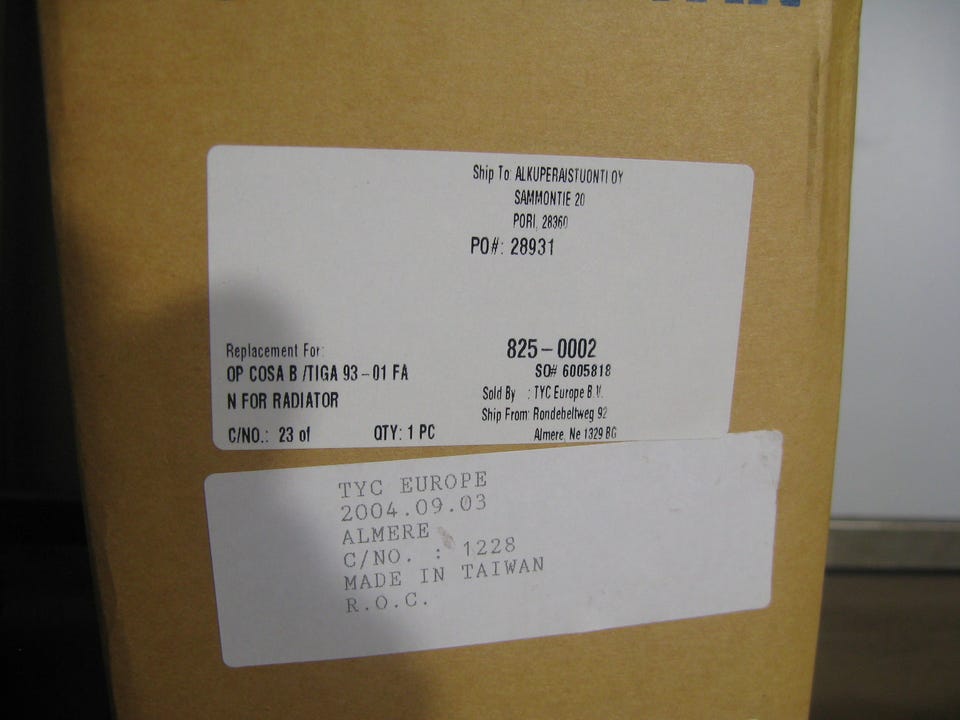 Ship To: ALKUPERAISTUONTI OY
SAMMONTIE 20
PORI, 28360
PO#: 28931
Replacement For:
825-0002
OP COSA B /TIGA 93-01 FA
SO# 6005818
N FOR RADIATOR
Sold By : TYC Europe B.V.
Ship From: Rondebeltweg 92
C/NO.: 23 of QTY: 1 PC
Almere, Ne 1329 BG
TYC EUROPE
2004.09.03
ALMERE
C/NO. : 1228
MADE IN TAIWAN
R.O.C.